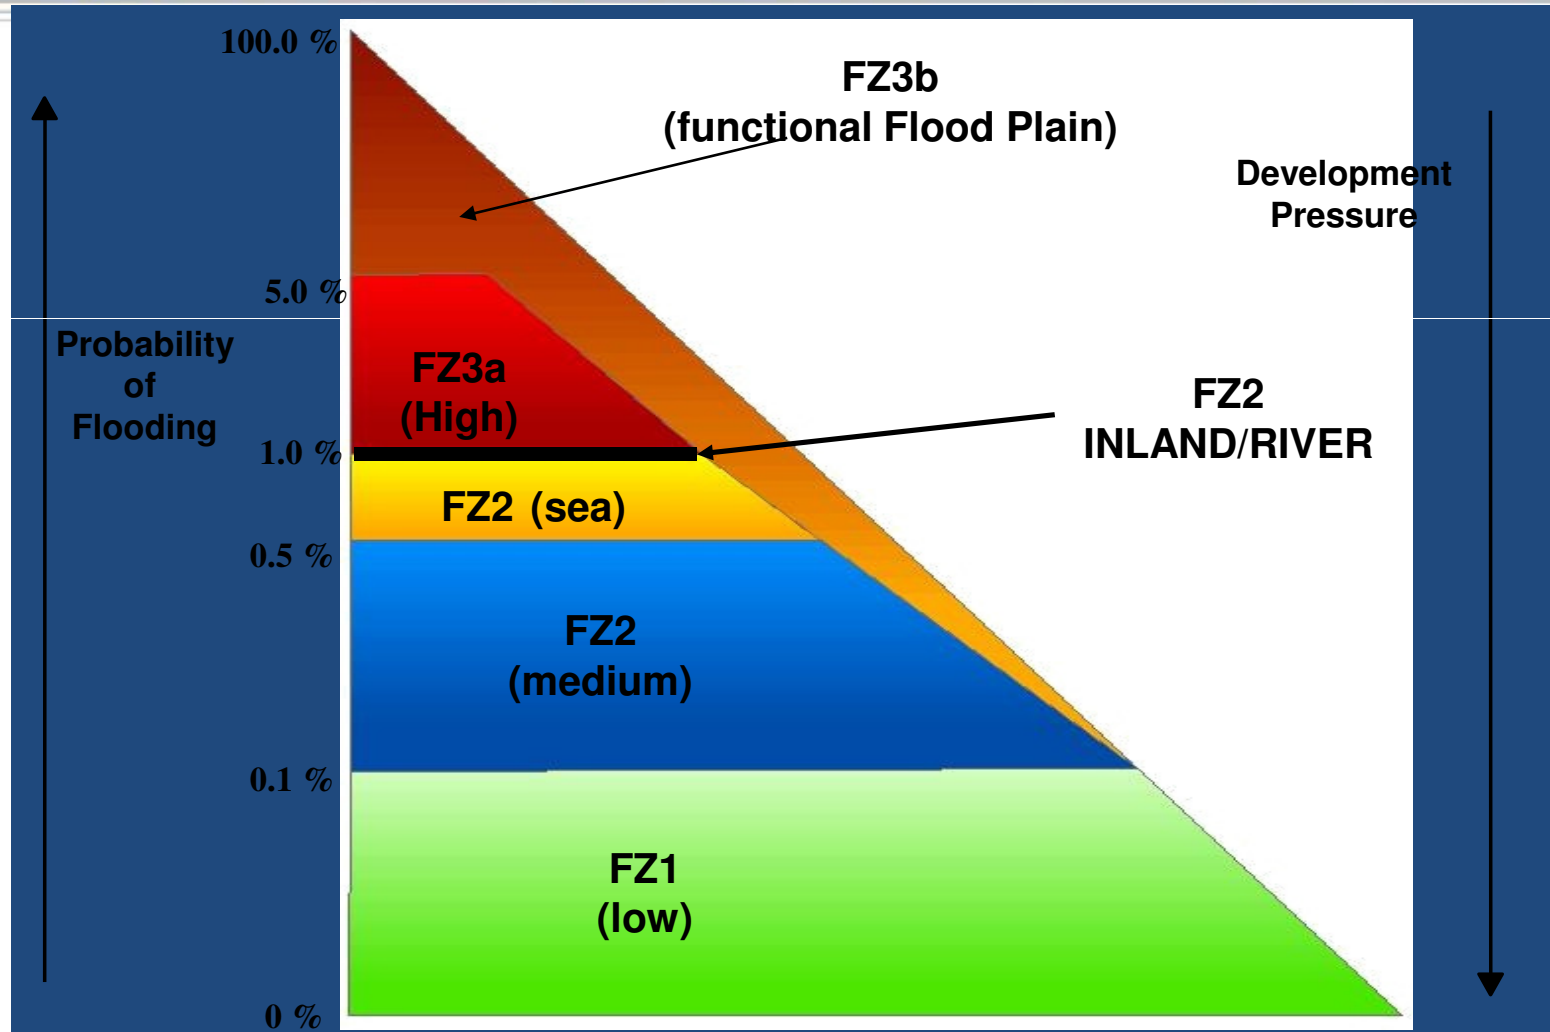 100.0 %
FZ3b
(functional Flood Plain)
Development
Pressure
5.0 %
Probability
of
Flooding
FZ3a
(High)
FZ2
INLAND/RIVER
1.0 %
FZ2 (sea)
0.5 %
FZ2
(medium)
0.1 %
FZ1
(low)
0 %